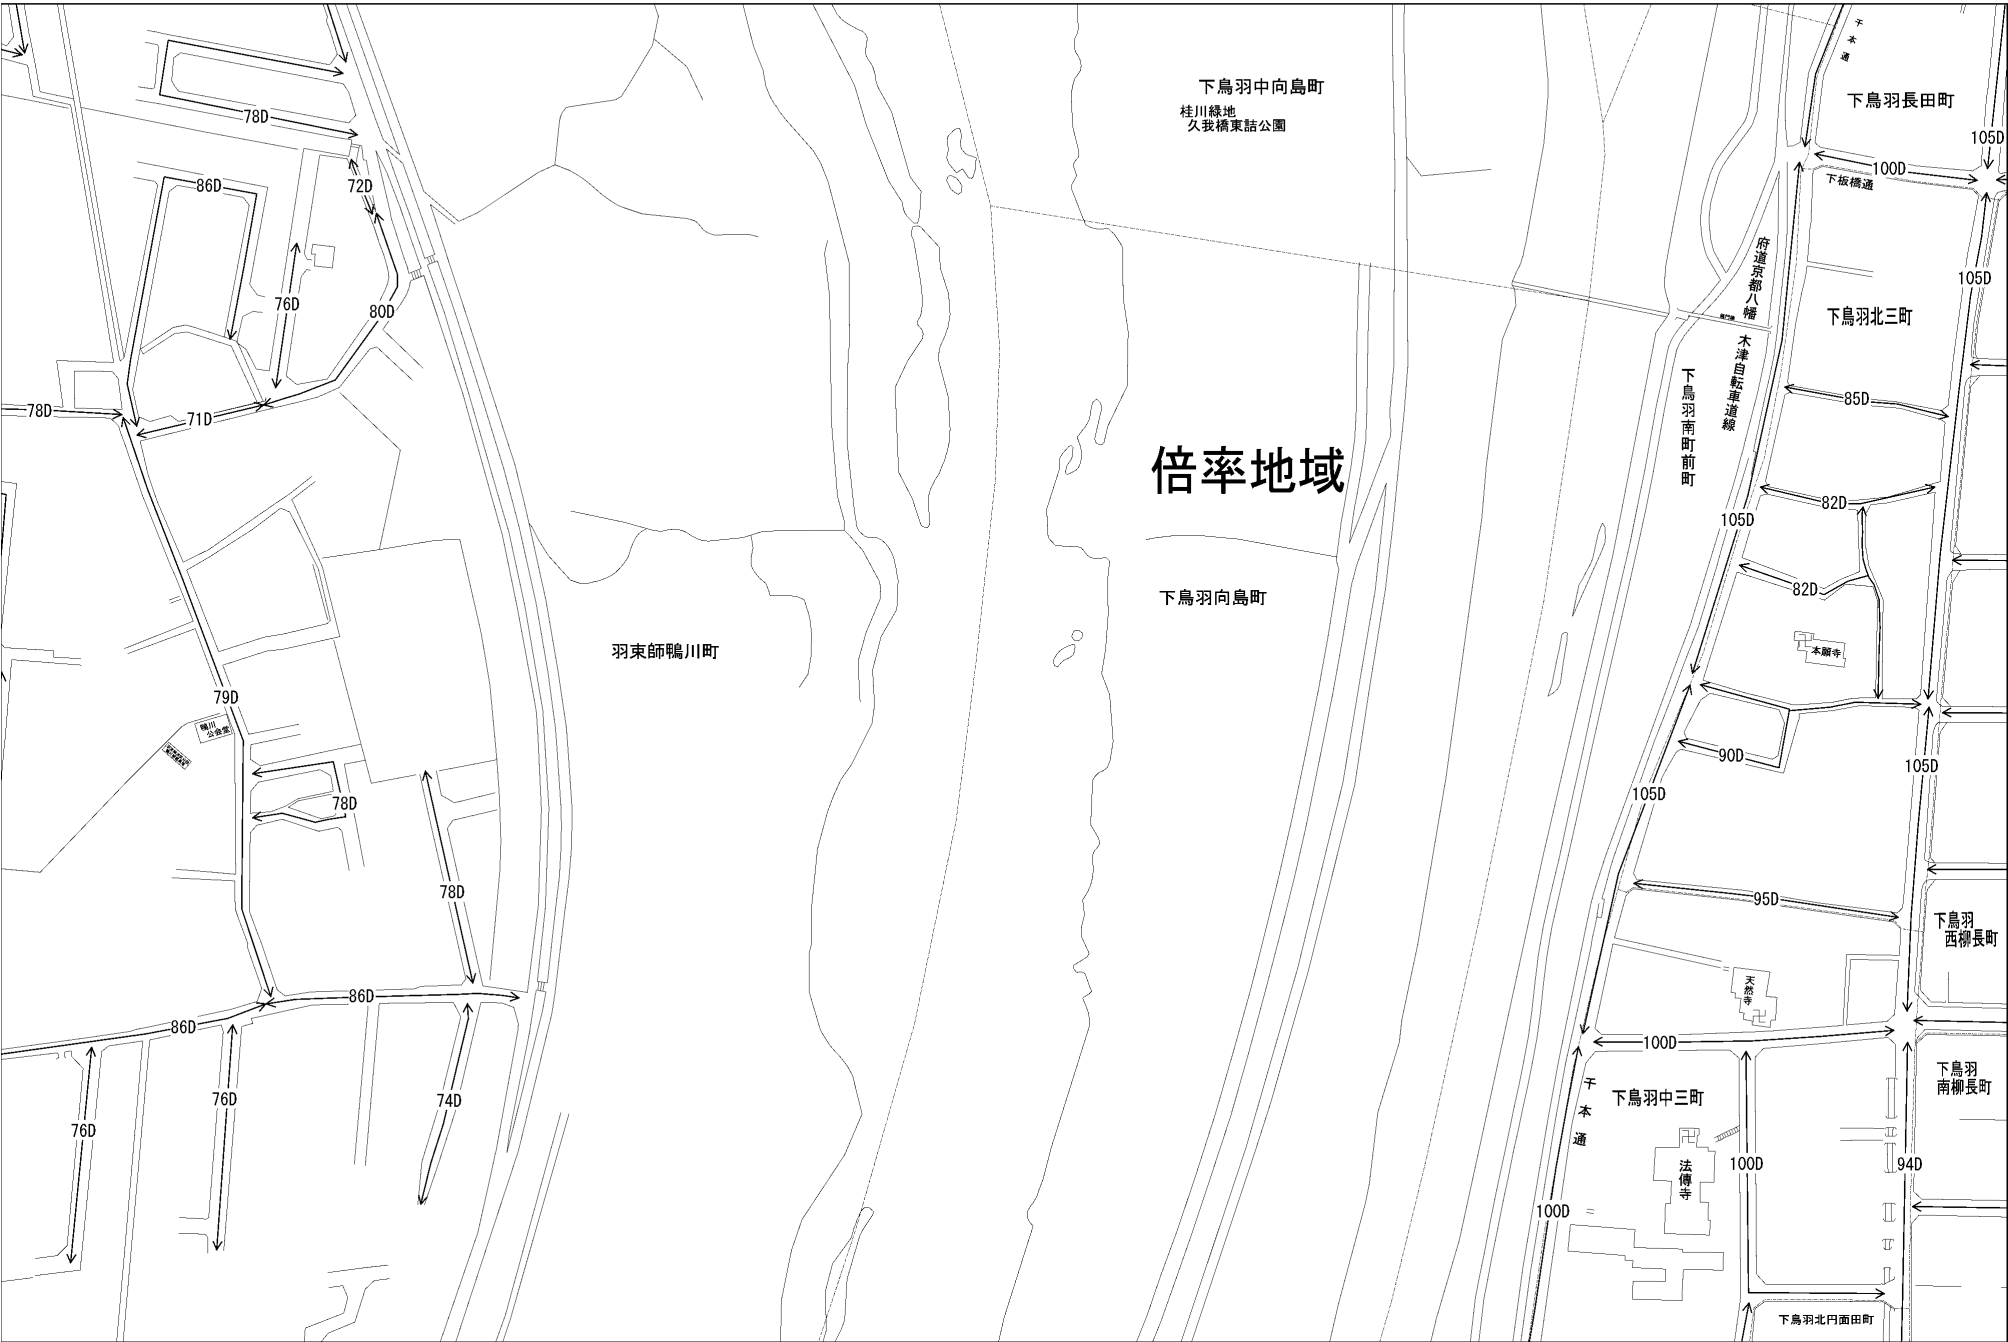 千本通
下鳥羽中向島町
桂川緑地
久我橋東詰公園
下鳥羽長田町
78D
105D
100D
下板橋通
72D
86D
府道京都八幡
木津自転車道線
105D
76D
80D
下鳥羽北三町
下鳥羽南町前町
85D
78D
71D
倍率地域
82D
105D
82D
下鳥羽向島町
羽束師鴨川町
本願寺
79D
鴨川
公会堂
90D
105D
78D
105D
78D
95D
下鳥羽
西柳長町
天然寺
86D
86D
100D
下鳥羽
南柳長町
76D
74D
千本通
下鳥羽中三町
76D
法傳寺
100D
94D
100D
下鳥羽北円面田町